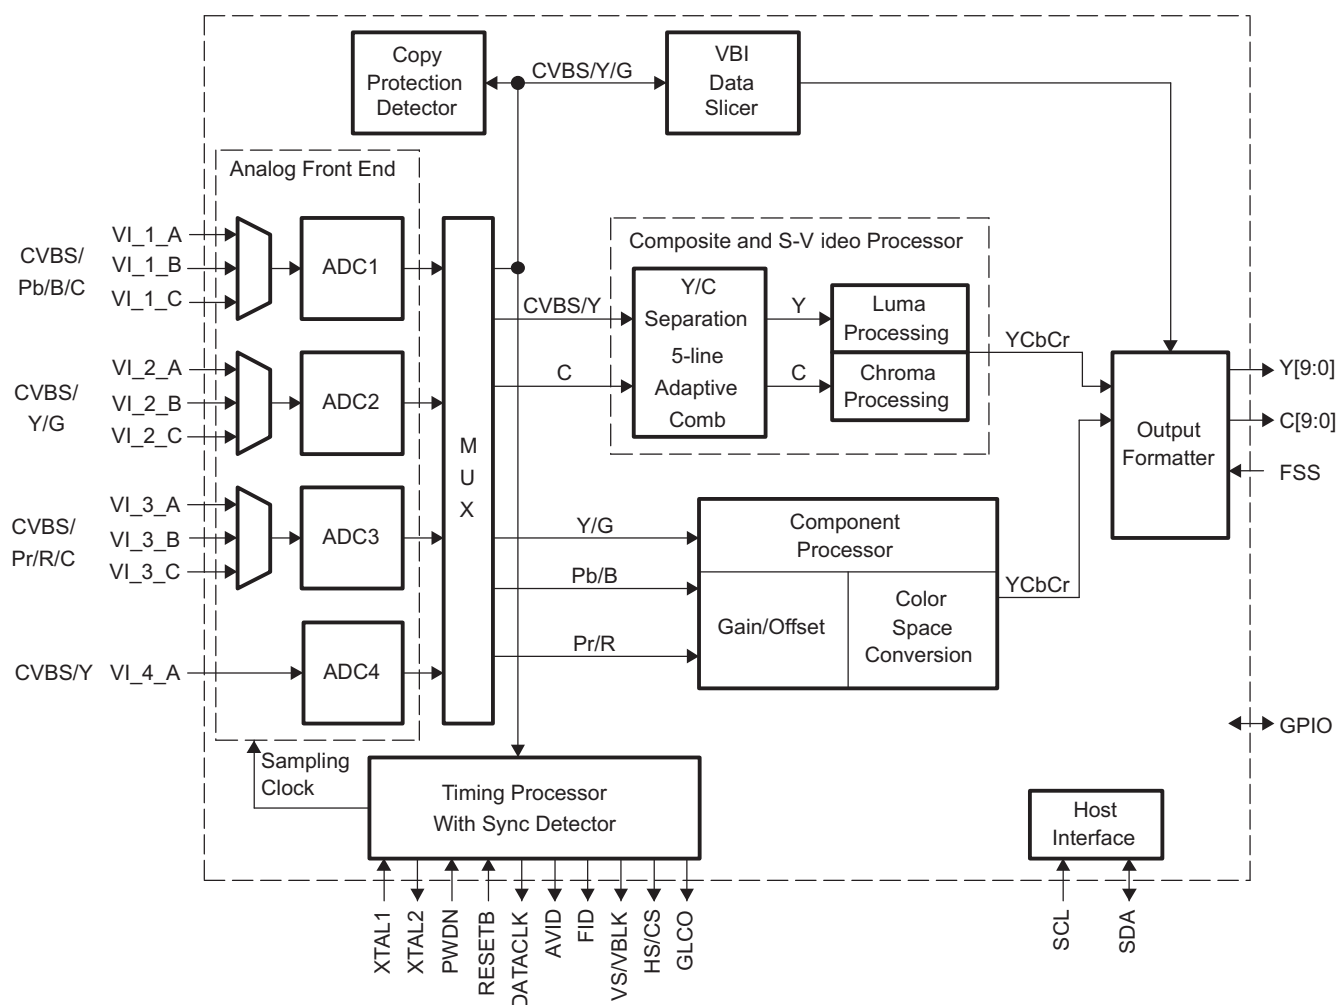 Copy
Protection
Detector
CVBS/Y/G
VBI
Data
Slicer
Analog Front End
CVBS/
Pb/B/C
VI_1_A
VI_1_B
VI_1_C
ADC1
CVBS/
Y/G
VI_2_A
VI_2_B
VI_2_C
ADC2
CVBS/
Pr/R/C
VI_3_A
VI_3_B
VI_3_C
ADC3
CVBS/Y
VI_4_A
ADC4
M
U
X
Composite and S-V ideo Processor
CVBS/Y
C
Y/C
Separation
5-line
Adaptive
Comb
Y
C
Luma
Processing
Chroma
Processing
YCbCr
Y/G
Pb/B
Pr/R
Component
Processor
Gain/Offset
Color
Space
Conversion
YCbCr
Output
Formatter
Y[9:0]
C[9:0]
FSS
GPIO
Sampling
Clock
Timing Processor
With Sync Detector
Host
Interface
XTAL1
XTAL2
PWDN
RESETB
DATACLK
AVID
FID
VS/VBLK
HS/CS
GLCO
SCL
SDA